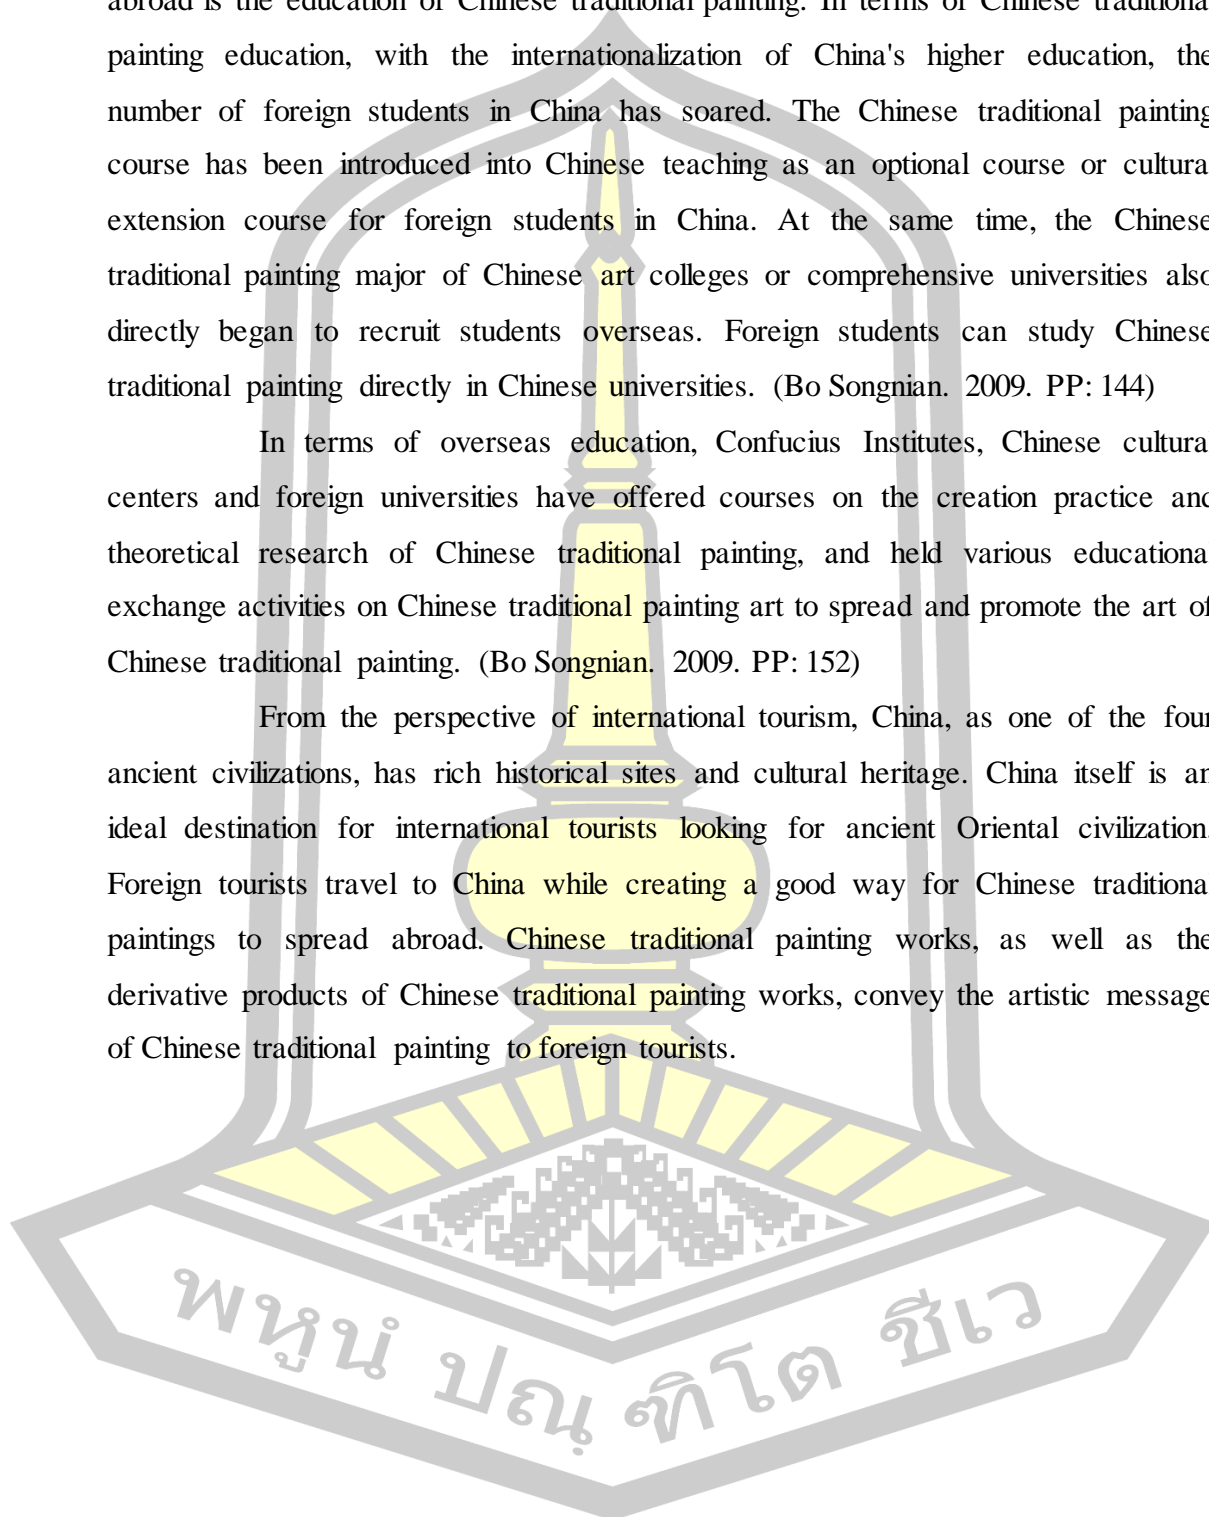 abroad is the education of Chinese traditional painting. In terms of Chinese traditional
painting education, with the internationalization of China's higher education, the
number of foreign students in China has soared. The Chinese traditional painting
course has been introduced into Chinese teaching as an optional course or cultural
extension course for foreign students in China. At the same time, the Chinese
traditional painting major of Chinese art colleges or comprehensive universities also
directly began to recruit students overseas. Foreign students can study Chinese
traditional painting directly in Chinese universities. (Bo Songnian. 2009. PP: 144)
In terms of overseas education, Confucius Institutes, Chinese cultural
centers and foreign universities have offered courses on the creation practice and
theoretical research of Chinese traditional painting, and held various educational
exchange activities on Chinese traditional painting art to spread and promote the art of
Chinese traditional painting. (Bo Songnian. 2009. PP: 152)
From the perspective of international tourism, China, as one of the four
ancient civilizations, has rich historical sites and cultural heritage. China itself is an
ideal destination for international tourists looking for ancient Oriental civilization.
Foreign tourists travel to China while creating a good way for Chinese traditional
paintings to spread abroad. Chinese traditional painting works, as well as the
derivative products of Chinese traditional painting works, convey the artistic message
of Chinese traditional painting to foreign tourists.
พหูนํ ปณฺฑิโต ชีเว